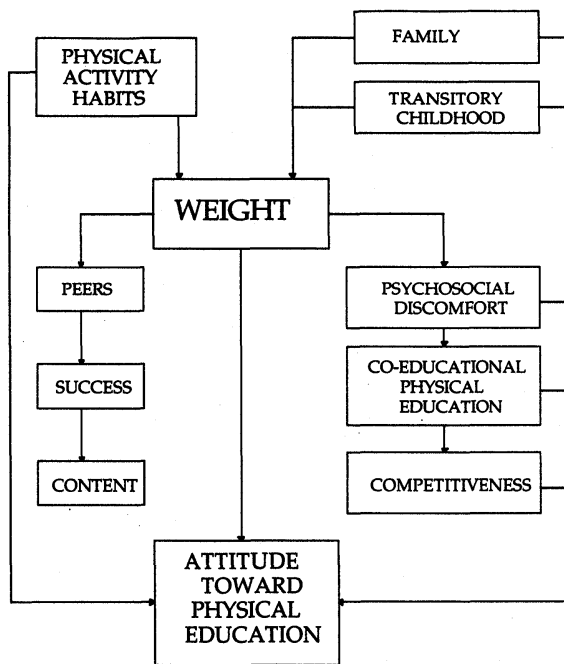 PHYSICAL
ACTIVITY
HABITS
FAMILY
TRANSITORY
CHILDHOOD
WEIGHT
PEERS
SUCCESS
CONTENT
PSYCHOSOCIAL
DISCOMFORT
CO-EDUCATIONAL
PHYSICAL
EDUCATION
COMPETITIVENESS
ATTITUDE
TOWARD
PHYSICAL
EDUCATION